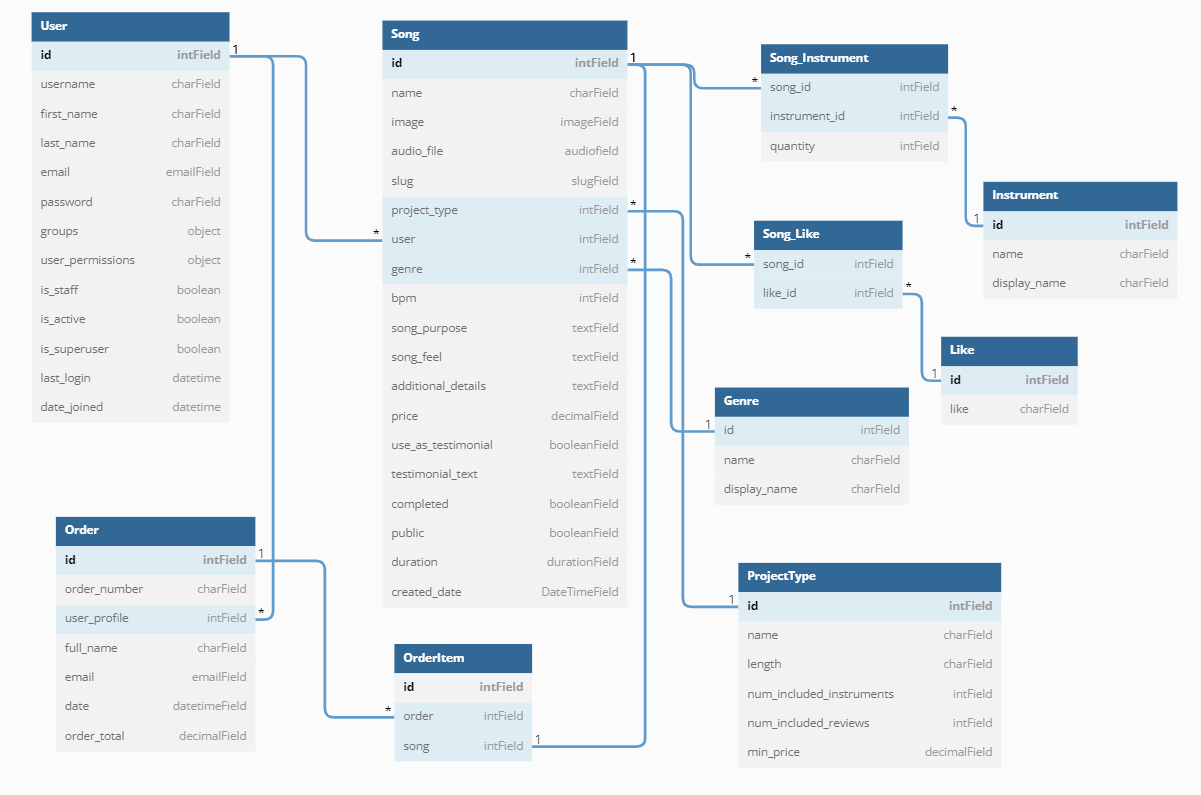 User
id intField
username charField
first_name charField
last_name charField
email emailField
password charField
groups object
user_permissions object
is_staff boolean
is_active boolean
is_superuser boolean
last_login datetime
date_joined datetime
1
*
Song
id intField
name charField
image imageField
audio_file audiofield
slug slugField
project_type intField
user intField
genre intField
bpm intField
song_purpose textField
song_feel textField
additional_details textField
price decimalField
use_as_testimonial booleanField
testimonial_text textField
completed booleanField
public booleanField
duration durationField
created_date DateTimeField
1
*
*
Song_Instrument
song_id intField
instrument_id intField
quantity intField
*
*
Instrument
id intField
name charField
display_name charField
1
Song_Like
song_id intField
like_id intField
*
*
Like
id intField
like charField
1
Genre
id intField
name charField
display_name charField
1
Order
id intField
order_number charField
user_profile intField
full_name charField
email emailField
date datetimeField
order_total decimalField
1
*
OrderItem
id intField
order intField
song intField
*
1
ProjectType
id intField
name charField
length charField
num_included_instruments intField
num_included_reviews intField
min_price decimalField
1